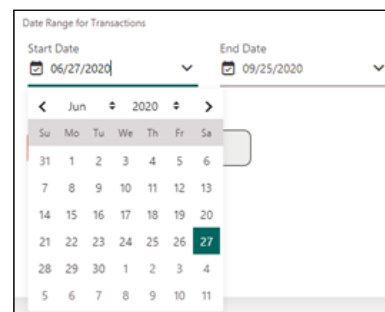 Date Range for Transactions
Start Date End Date
06/27/2020 09/25/2020
Jun 2020
Su Mo Tu We Th Fr Sa
31 1 2 3 4 5 6
7 8 9 10 11 12 13
14 15 16 17 18 19 20
21 22 23 24 25 26 27
28 29 30 1 2 3 4
5 6 7 8 9 10 11